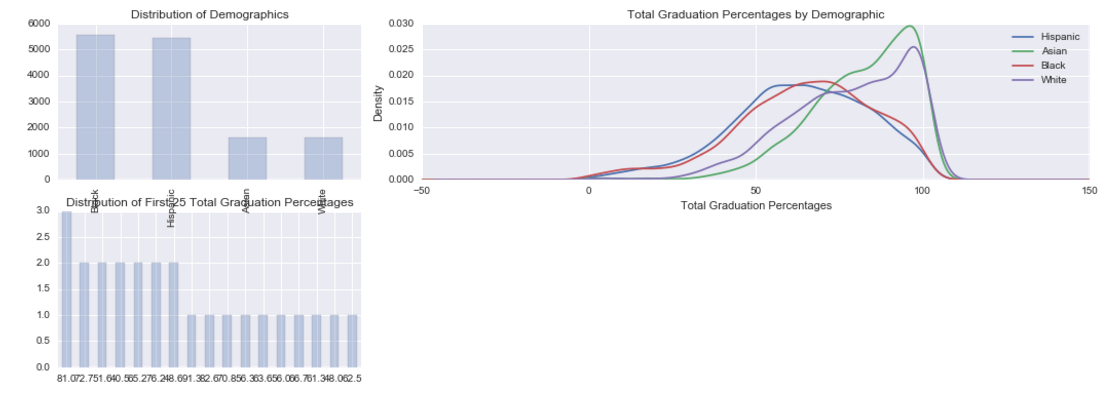 Distribution of Demographics
6000
5000
4000
3000
2000
1000
0
Black
Hispanic
Asian
White
Total Graduation Percentages by Demographic
0.030
0.025
0.020
0.015
0.010
0.005
0.000
Density
Hispanic
Asian
Black
White
−50
0
50
100
150
Total Graduation Percentages
Distribution of First 25 Total Graduation Percentages
3.0
2.5
2.0
1.5
1.0
0.5
0.0